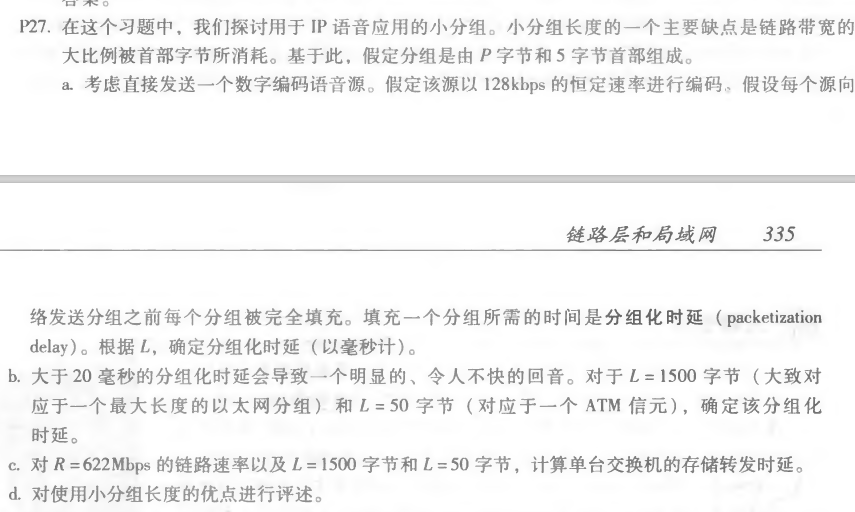 P27. 在这个习题中，我们探讨用于 IP 语音应用的小分组。小分组长度的一个主要缺点是链路带宽的
大比例被首部字节所消耗。基于此，假定分组是由 P 字节和 5 字节首部组成。
a. 考虑直接发送一个数字编码语音源。假定该源以 128kbps 的恒定速率进行编码。假设每个源向
链路层和局域网 335
络发送分组之前每个分组被完全填充。填充一个分组所需的时间是分组化时延（packetization
delay）。根据 L，确定分组化时延（以毫秒计）。
b. 大于 20 毫秒的分组化时延会导致一个明显的、令人不快的回音。对于 L = 1500 字节（大致对
应于一个最大长度的以太网分组）和 L = 50 字节（对应于一个 ATM 信元），确定该分组化
时延。
c. 对 R = 622Mbps 的链路速率以及 L = 1500 字节和 L = 50 字节，计算单台交换机的存储转发时延。
d. 对使用小分组长度的优点进行评述。